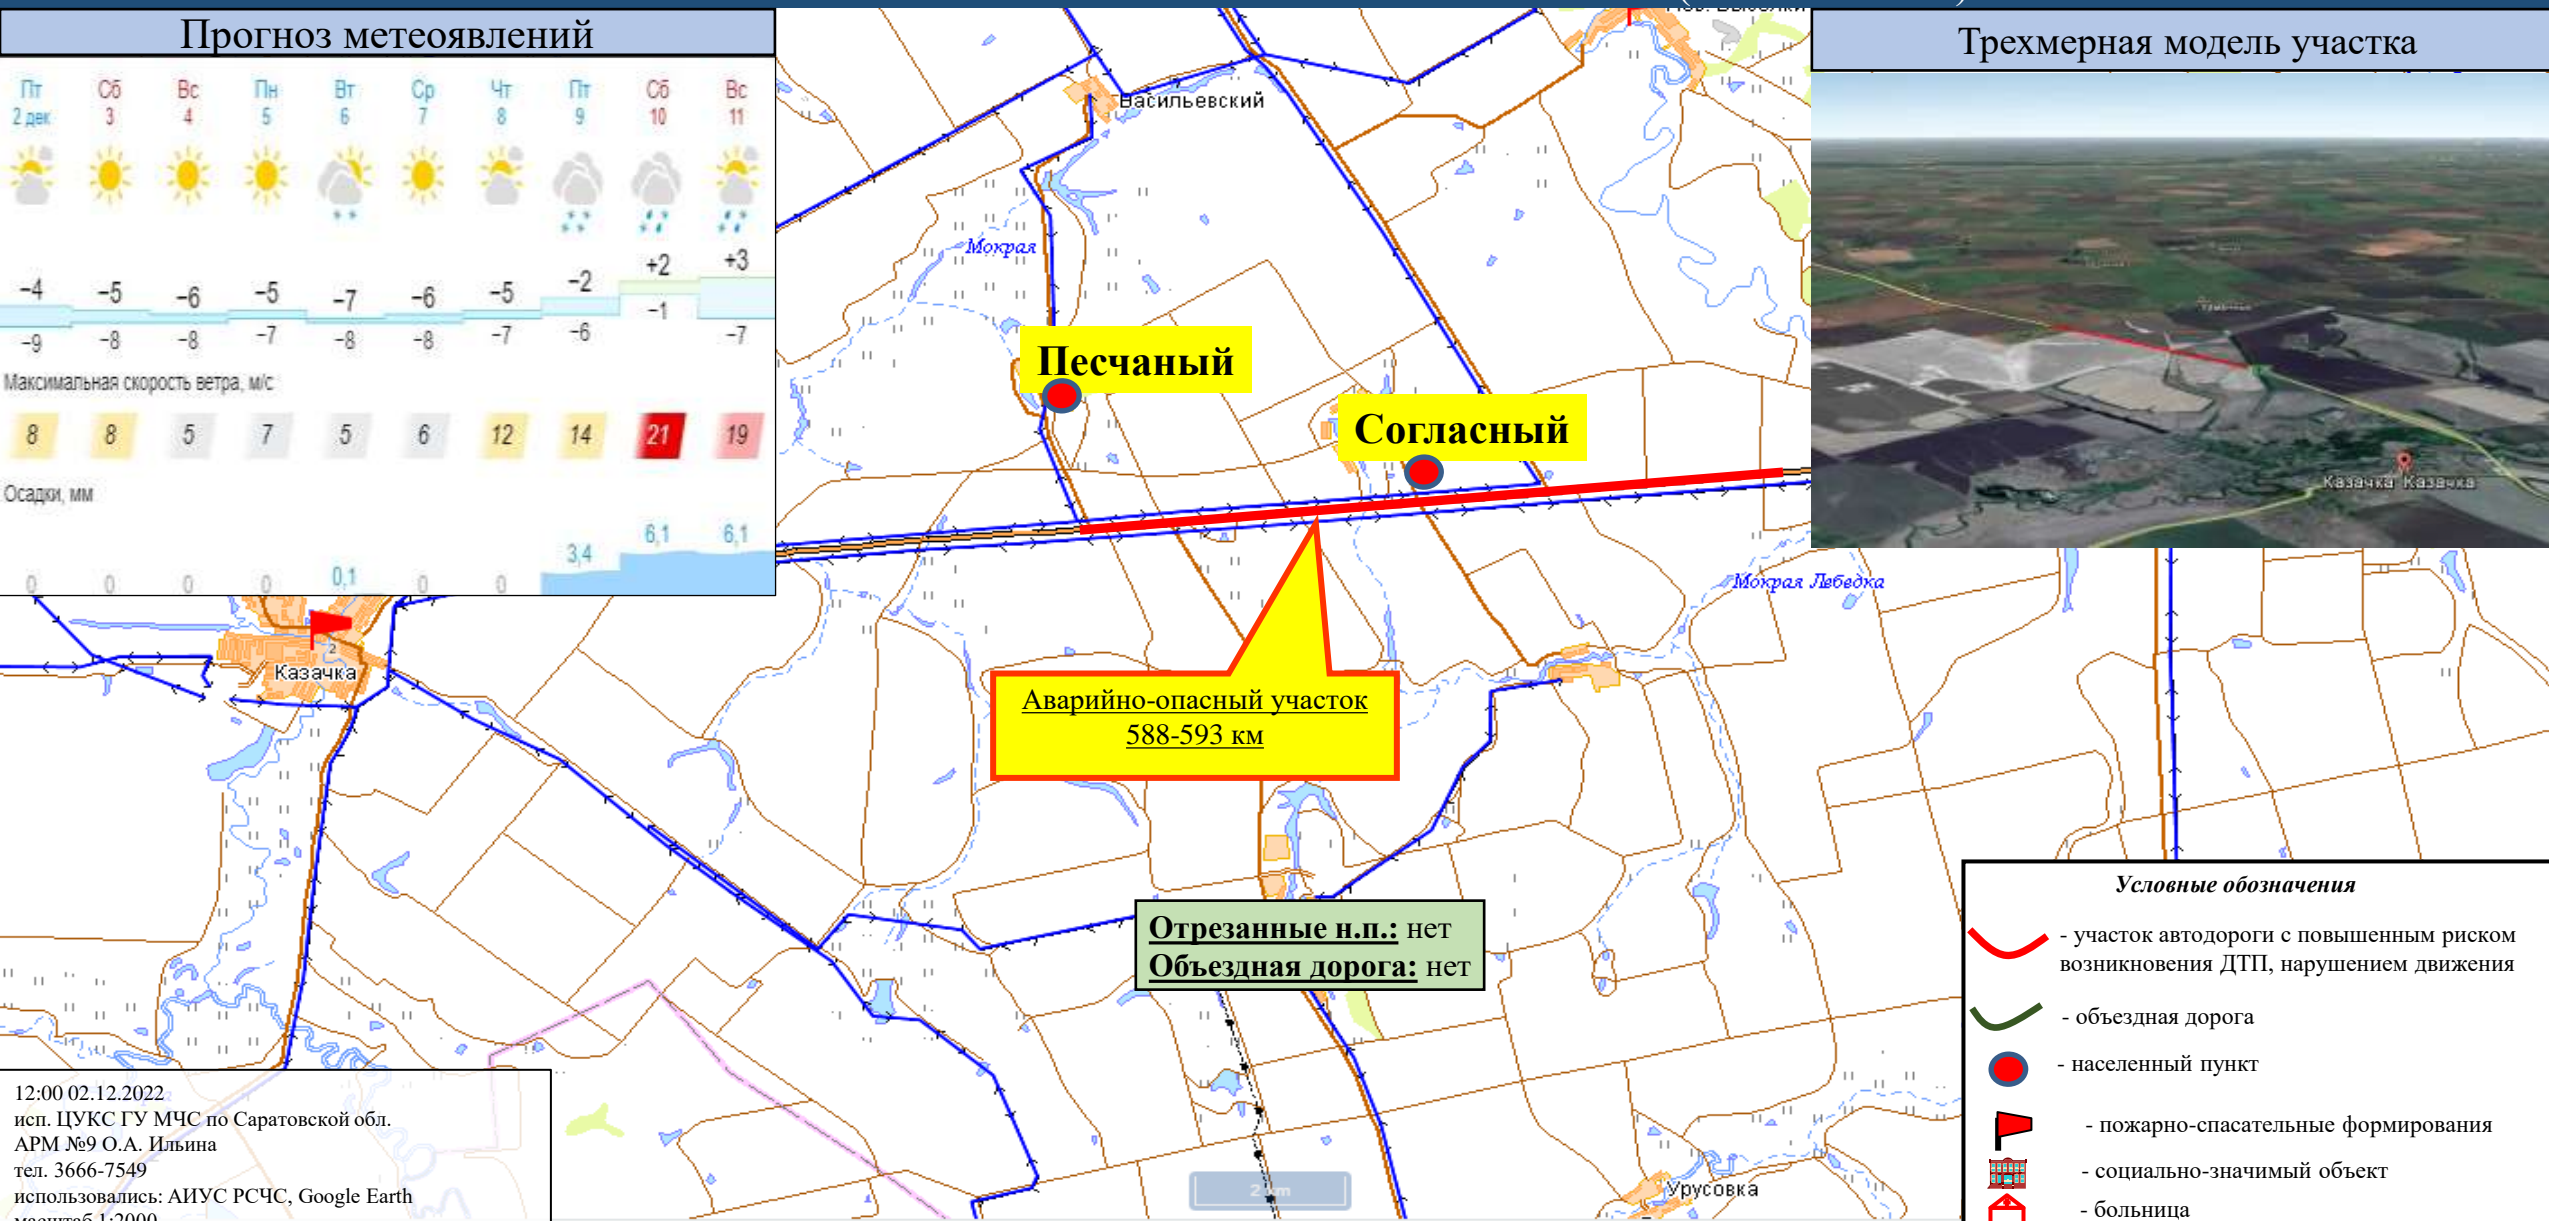 Прогноз метеоявлений
Пт Сб Вс Пн Вт Ср Чт Пт Сб Вс
2 дек 3 4 5 6 7 8 9 10 11
−4 −5 −6 −5 −7 −6 −5 −2 +2 +3
−9 −8 −8 −7 −8 −8 −7 −6 −1 −7
Максимальная скорость ветра, м/с
8 8 5 7 5 6 12 14 21 19
Осадки, мм
0 0 0 0 0,1 0 0 3,4 6,1 6,1
Трехмерная модель участка
Казачка Казачка
Васильевский
Мокрая
Песчаный
Согласный
Мокрая Лебедка
2
Казачка
Аварийно-опасный участок
588-593 км
Отрезанные н.п.: нет
Объездная дорога: нет
Урусовка
2 km
Условные обозначения
- участок автодороги с повышенным риском
возникновения ДТП, нарушением движения
- объездная дорога
- населенный пункт
- пожарно-спасательные формирования
- социально-значимый объект
- больница
12:00 02.12.2022
исп. ЦУКС ГУ МЧС по Саратовской обл.
АРМ №9 О.А. Ильина
тел. 3666-7549
использовались: АИУС РСЧС, Google Earth
масштаб 1:2000